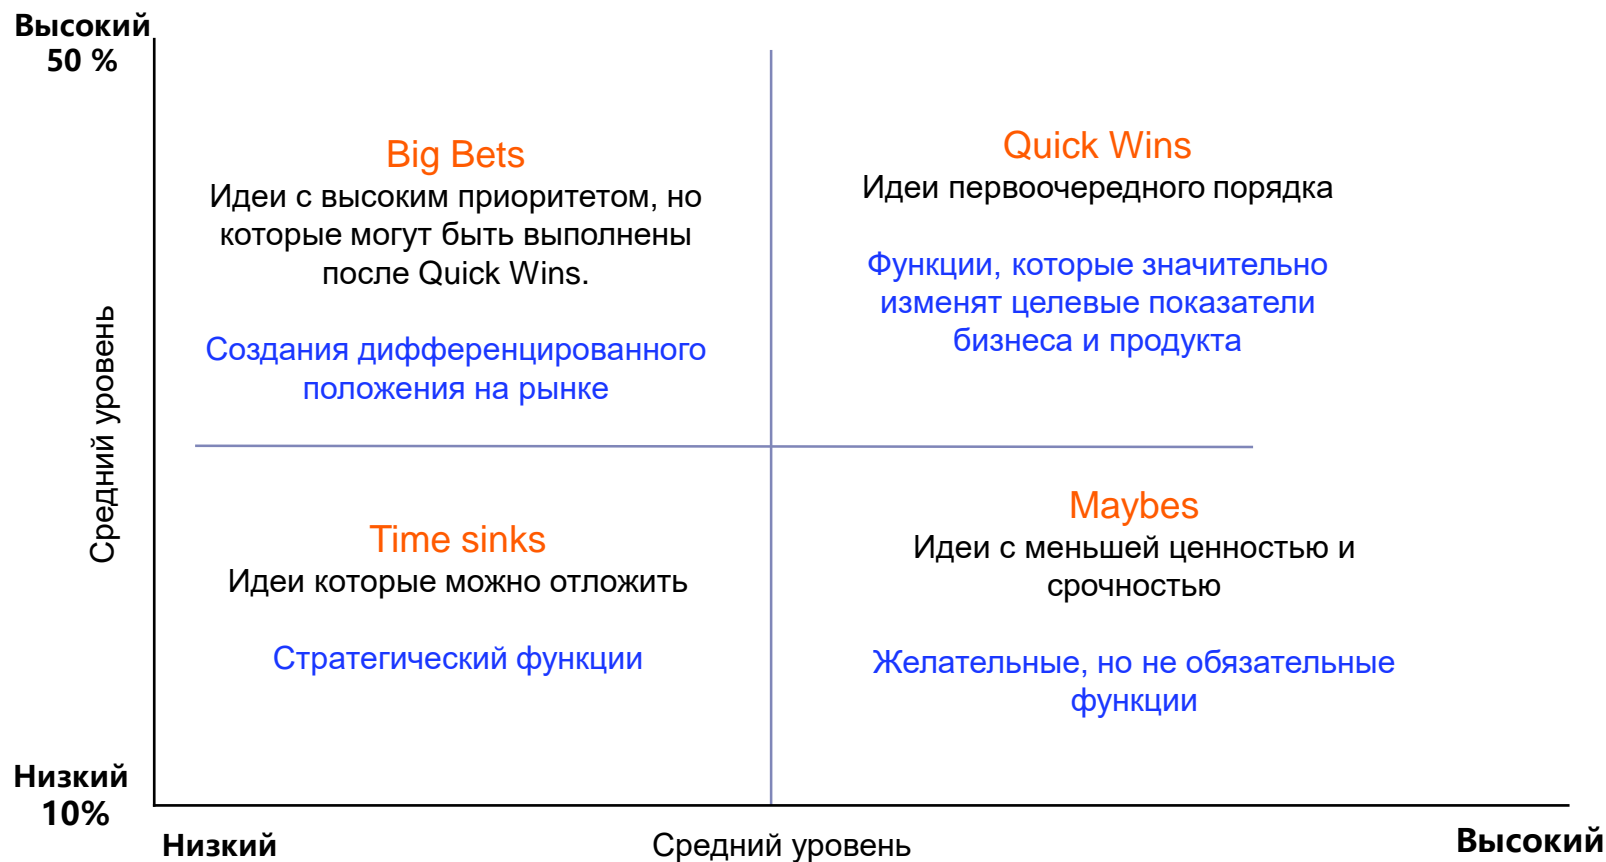 Высокий
50 %
Big Bets
Идеи с высоким приоритетом, но
которые могут быть выполнены
после Quick Wins.
Создания дифференцированного
положения на рынке
Quick Wins
Идеи первоочередного порядка
Функции, которые значительно
изменят целевые показатели
бизнеса и продукта
Средний уровень
Time sinks
Идеи которые можно отложить
Стратегический функции
Maybes
Идеи с меньшей ценностью и
срочностью
Желательные, но не обязательные
функции
Низкий
10%
Низкий
Средний уровень
Высокий